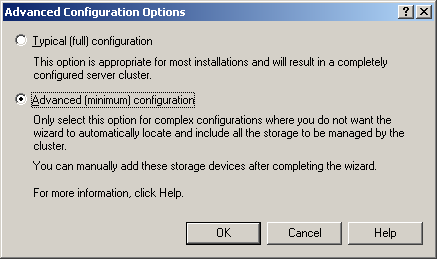 Advanced Configuration Options
Typical (full) configuration
This option is appropriate for most installations and will result in a completely
configured server cluster.
Advanced (minimum) configuration
Only select this option for complex configurations where you do not want the
wizard to automatically locate and include all the storage to be managed by the
cluster.
You can manually add these storage devices after completing the wizard.
For more information, click Help.
OK Cancel Help